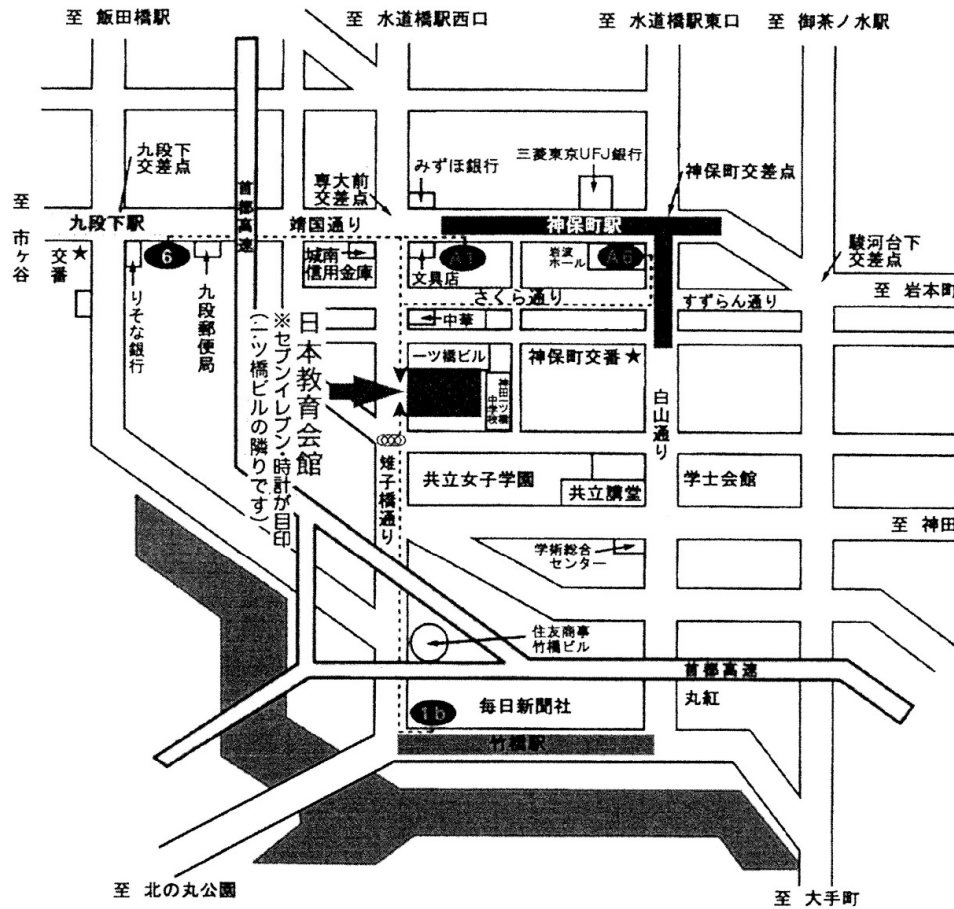 至 飯田橋駅
至 水道橋駅西口
至 水道橋駅東口
至 御茶ノ水駅
九段下
交差点
首都高速
専大前
交差点
みずほ銀行
三菱東京UFJ銀行
神保町交差点
至 市ヶ谷
九段下駅
靖国通り
神保町駅
交番★
6
城南
信用金庫
文具店
A1
岩波
ホール
A6
駿河台下
交差点
りそな銀行
九段郵便局
さくら通り
すずらん通り
至 岩本町
中華
日本教育会館
※セブンイレブン・時計が目印
(一ツ橋ビルの隣りです)
一ツ橋ビル
神田一ツ橋
中学校
神保町交番★
白山通り
雉子橋通り
共立女子学園
共立講堂
学士会館
至 神田
学術総合
センター
住友商事
竹橋ビル
首都高速
1b
毎日新聞社
丸紅
竹橋駅
至 北の丸公園
至 大手町